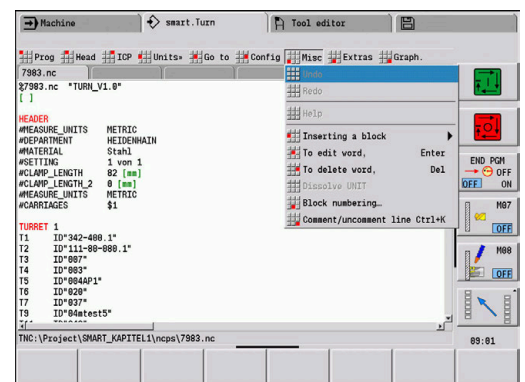 Machine
smart.Turn
Tool editor
Prog Head ICP Units» Go to Config Misc Extras Graph.
7983.nc
%7983.nc "TURN_V1.0"
[ ]
HEADER
#MEASURE_UNITS METRIC
#DEPARTMENT HEIDENHAIN
#MATERIAL Stahl
#SETTING 1 von 1
#CLAMP_LENGTH 82 [mm]
#CLAMP_LENGTH_2 0 [mm]
#MEASURE_UNITS METRIC
#CARRIAGES $1
TURRET 1
T1 ID"342-400.1"
T2 ID"111-80-080.1"
T3 ID"007"
T4 ID"003"
T5 ID"004AP1"
T6 ID"020"
T7 ID"037"
T9 ID"04mtest5"
Undo
Redo
Help
Inserting a block
To edit word, Enter
To delete word, Del
Dissolve UNIT
Block numbering…
Comment/uncomment line Ctrl+K
TNC:\Project\SMART_KAPITEL1\ncps\7983.nc
END PGM
OFF
OFF ON
M07
OFF
M08
OFF
09:01